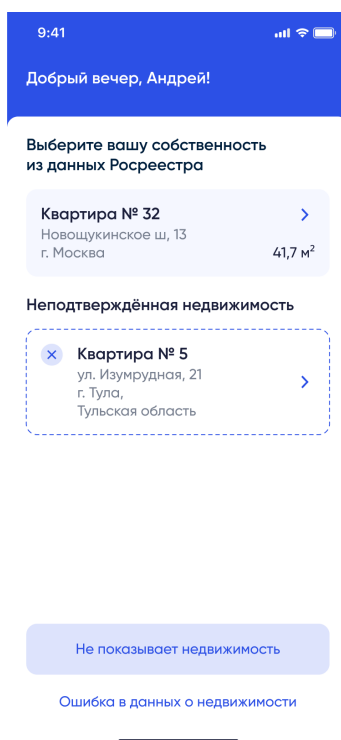 9:41
Добрый вечер, Андрей!
Выберите вашу собственность
из данных Росреестра
Квартира № 32
Новощукинское ш, 13
г. Москва
41,7 м²
Неподтверждённая недвижимость
Квартира № 5
ул. Изумрудная, 21
г. Тула,
Тульская область
Не показывает недвижимость
Ошибка в данных о недвижимости